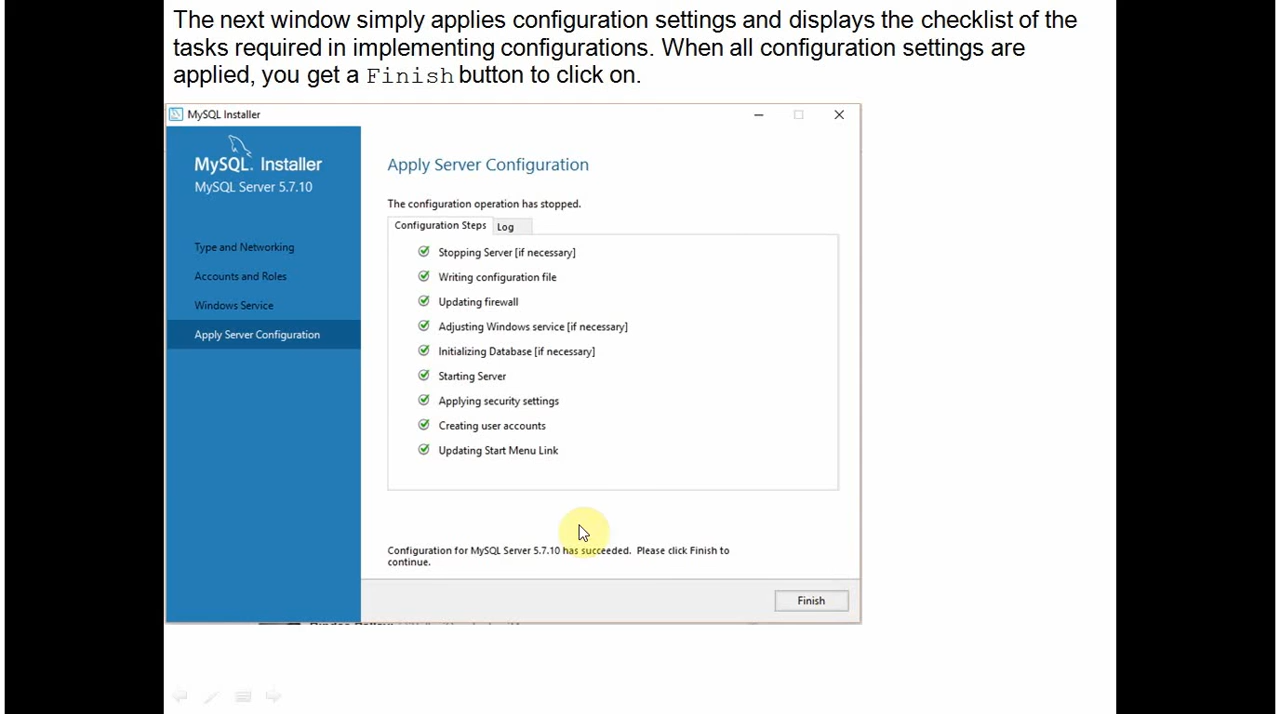 The next window simply applies configuration settings and displays the checklist of the
tasks required in implementing configurations. When all configuration settings are
applied, you get a Finish button to click on.
MySQL Installer
MySQL. Installer
MySQL Server 5.7.10
Type and Networking
Accounts and Roles
Windows Service
Apply Server Configuration
Apply Server Configuration
The configuration operation has stopped.
Configuration Steps
Log
Stopping Server [if necessary]
Writing configuration file
Updating firewall
Adjusting Windows service [if necessary]
Initializing Database [if necessary]
Starting Server
Applying security settings
Creating user accounts
Updating Start Menu Link
Configuration for MySQL Server 5.7.10 has succeeded. Please click Finish to
continue.
Finish